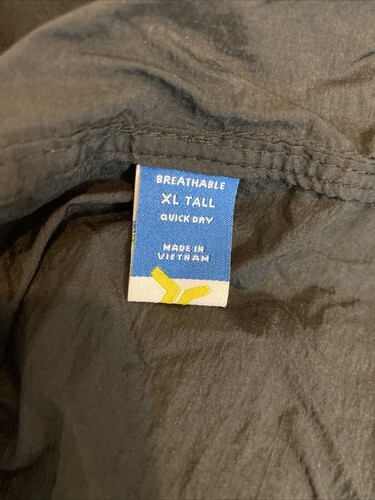 BREATHABLE
XL TALL
QUICK DRY
MADE IN
VIETNAM